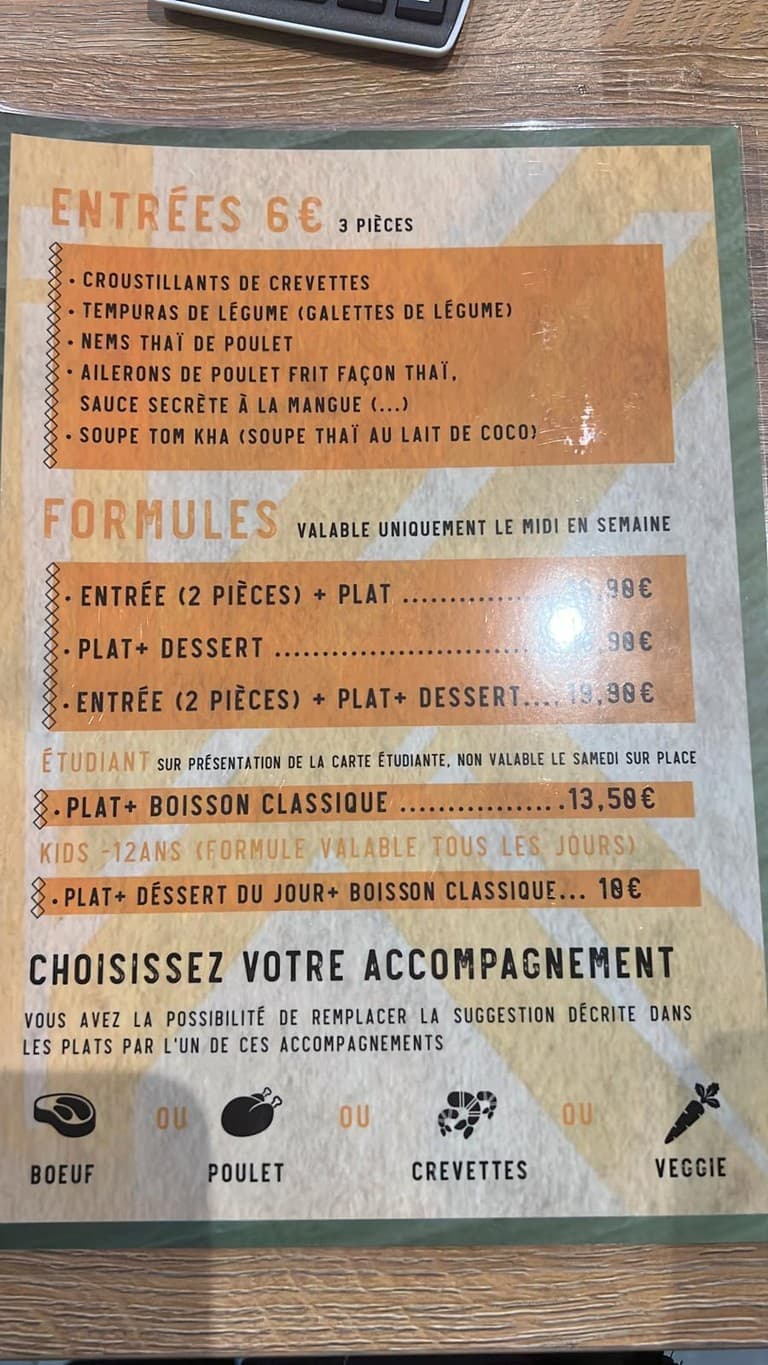 ENTRÉES 6€ 3 PIÈCES
• CROUSTILLANTS DE CREVETTES
• TEMPURAS DE LÉGUME (GALETTES DE LÉGUME)
• NEMS THAÏ DE POULET
• AILERONS DE POULET FRIT FAÇON THAÏ,
SAUCE SECRÈTE À LA MANGUE (...)
• SOUPE TOM KHA (SOUPE THAÏ AU LAIT DE COCO)
FORMULES VALABLE UNIQUEMENT LE MIDI EN SEMAINE
• ENTRÉE (2 PIÈCES) + PLAT .............
• PLAT+ DESSERT ...........................
• ENTRÉE (2 PIÈCES) + PLAT+ DESSERT.... 19,90€
ÉTUDIANT SUR PRÉSENTATION DE LA CARTE ÉTUDIANTE, NON VALABLE LE SAMEDI SUR PLACE
• PLAT+ BOISSON CLASSIQUE ..................13,50€
KIDS -12ANS (FORMULE VALABLE TOUS LES JOURS)
• PLAT+ DÉSSERT DU JOUR+ BOISSON CLASSIQUE... 10€
CHOISISSEZ VOTRE ACCOMPAGNEMENT
VOUS AVEZ LA POSSIBILITÉ DE REMPLACER LA SUGGESTION DÉCRITE DANS
LES PLATS PAR L'UN DE CES ACCOMPAGNEMENTS
OU OU OU
BOEUF POULET CREVETTES VEGGIE